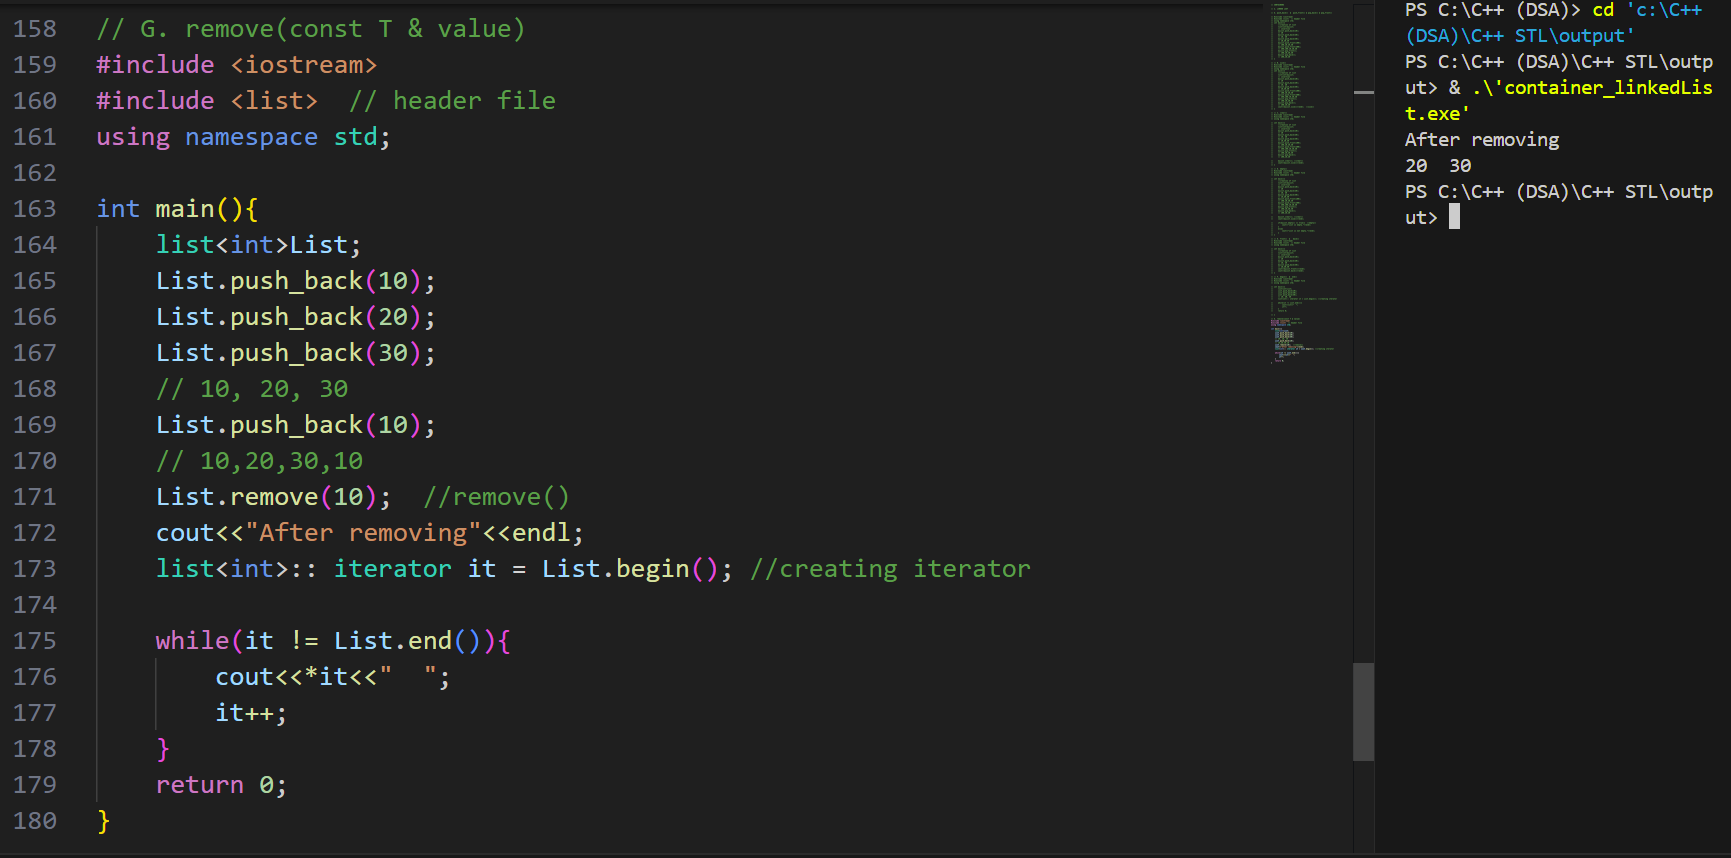 158 // G. remove(const T & value)
159 #include <iostream>
160 #include <list>  // header file
161 using namespace std;
162
163 int main(){
164     list<int>List;
165     List.push_back(10);
166     List.push_back(20);
167     List.push_back(30);
168     // 10, 20, 30
169     List.push_back(10);
170     // 10,20,30,10
171     List.remove(10);  //remove()
172     cout<<"After removing"<<endl;
173     list<int>:: iterator it = List.begin(); //creating iterator
174
175     while(it != List.end()){
176         cout<<*it<<"  ";
177         it++;
178     }
179     return 0;
180 }
PS C:\C++ (DSA)> cd 'c:\C++
(DSA)\C++ STL\output'
PS C:\C++ (DSA)\C++ STL\outp
ut> & .\'container_linkedLis
t.exe'
After removing
20  30
PS C:\C++ (DSA)\C++ STL\outp
ut>